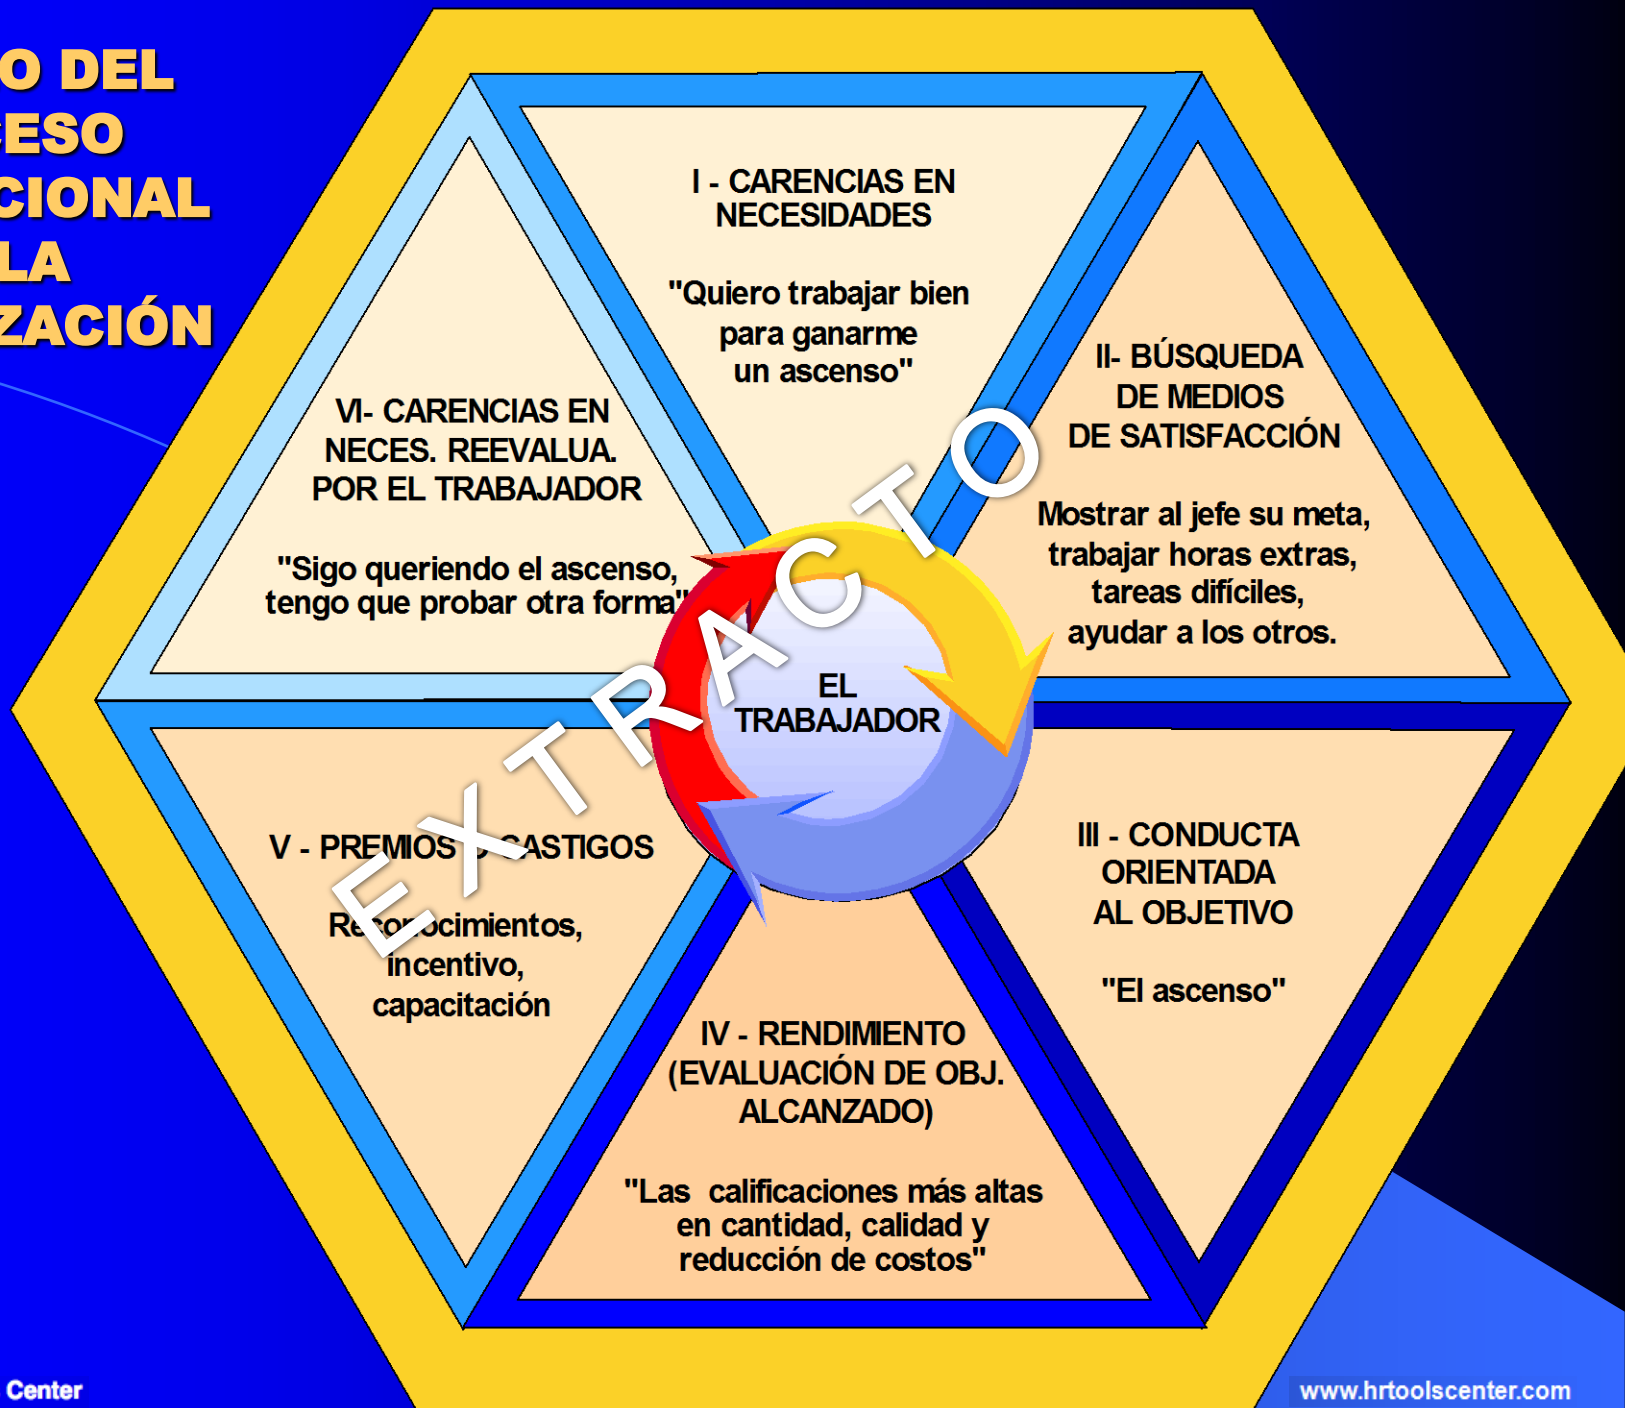 O DEL
CESO
CIONAL
LA
ZACIÓN
I - CARENCIAS EN
NECESIDADES
"Quiero trabajar bien
para ganarme
un ascenso"
II- BÚSQUEDA
DE MEDIOS
DE SATISFACCIÓN
Mostrar al jefe su meta,
trabajar horas extras,
tareas difíciles,
ayudar a los otros.
III - CONDUCTA
ORIENTADA
AL OBJETIVO
"El ascenso"
IV - RENDIMIENTO
(EVALUACIÓN DE OBJ.
ALCANZADO)
"Las calificaciones más altas
en cantidad, calidad y
reducción de costos"
V - PREMIOS O CASTIGOS
Reconocimientos,
incentivo,
capacitación
VI- CARENCIAS EN
NECES. REEVALUA.
POR EL TRABAJADOR
"Sigo queriendo el ascenso,
tengo que probar otra forma"
EL
TRABAJADOR
EXTRACTO
Center
www.hrtoolscenter.com